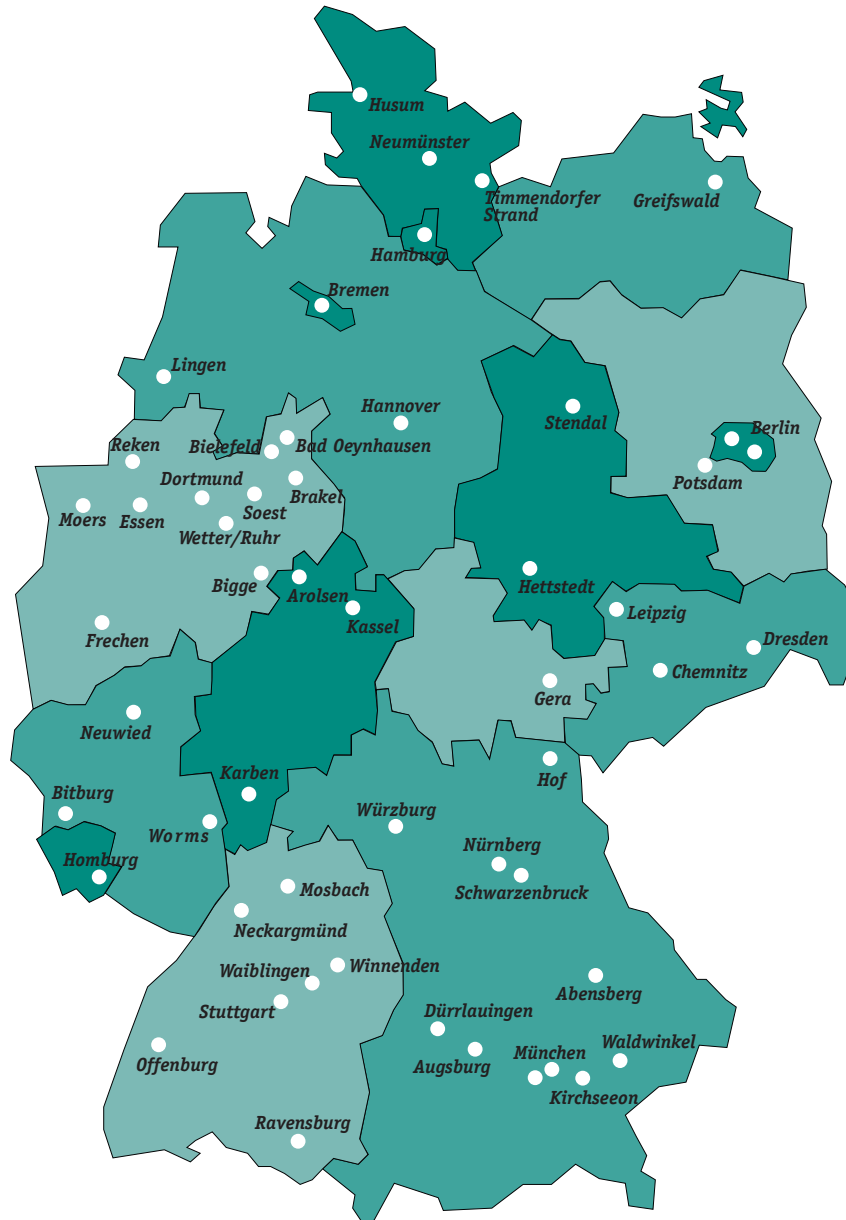 Husum
Neumünster
Timmendorfer
Strand
Greifswald
Hamburg
Bremen
Lingen
Hannover
Stendal
Berlin
Potsdam
Reken
Bielefeld
Bad Oeynhausen
Dortmund
Brakel
Soest
Moers
Essen
Wetter/Ruhr
Bigge
Arolsen
Hettstedt
Kassel
Leipzig
Frechen
Dresden
Chemnitz
Gera
Neuwied
Karben
Hof
Bitburg
Würzburg
Worms
Nürnberg
Homburg
Schwarzenbruck
Mosbach
Neckargmünd
Winnenden
Waiblingen
Abensberg
Stuttgart
Dürrlauingen
Waldwinkel
Offenburg
Augsburg
München
Kirchseeon
Ravensburg